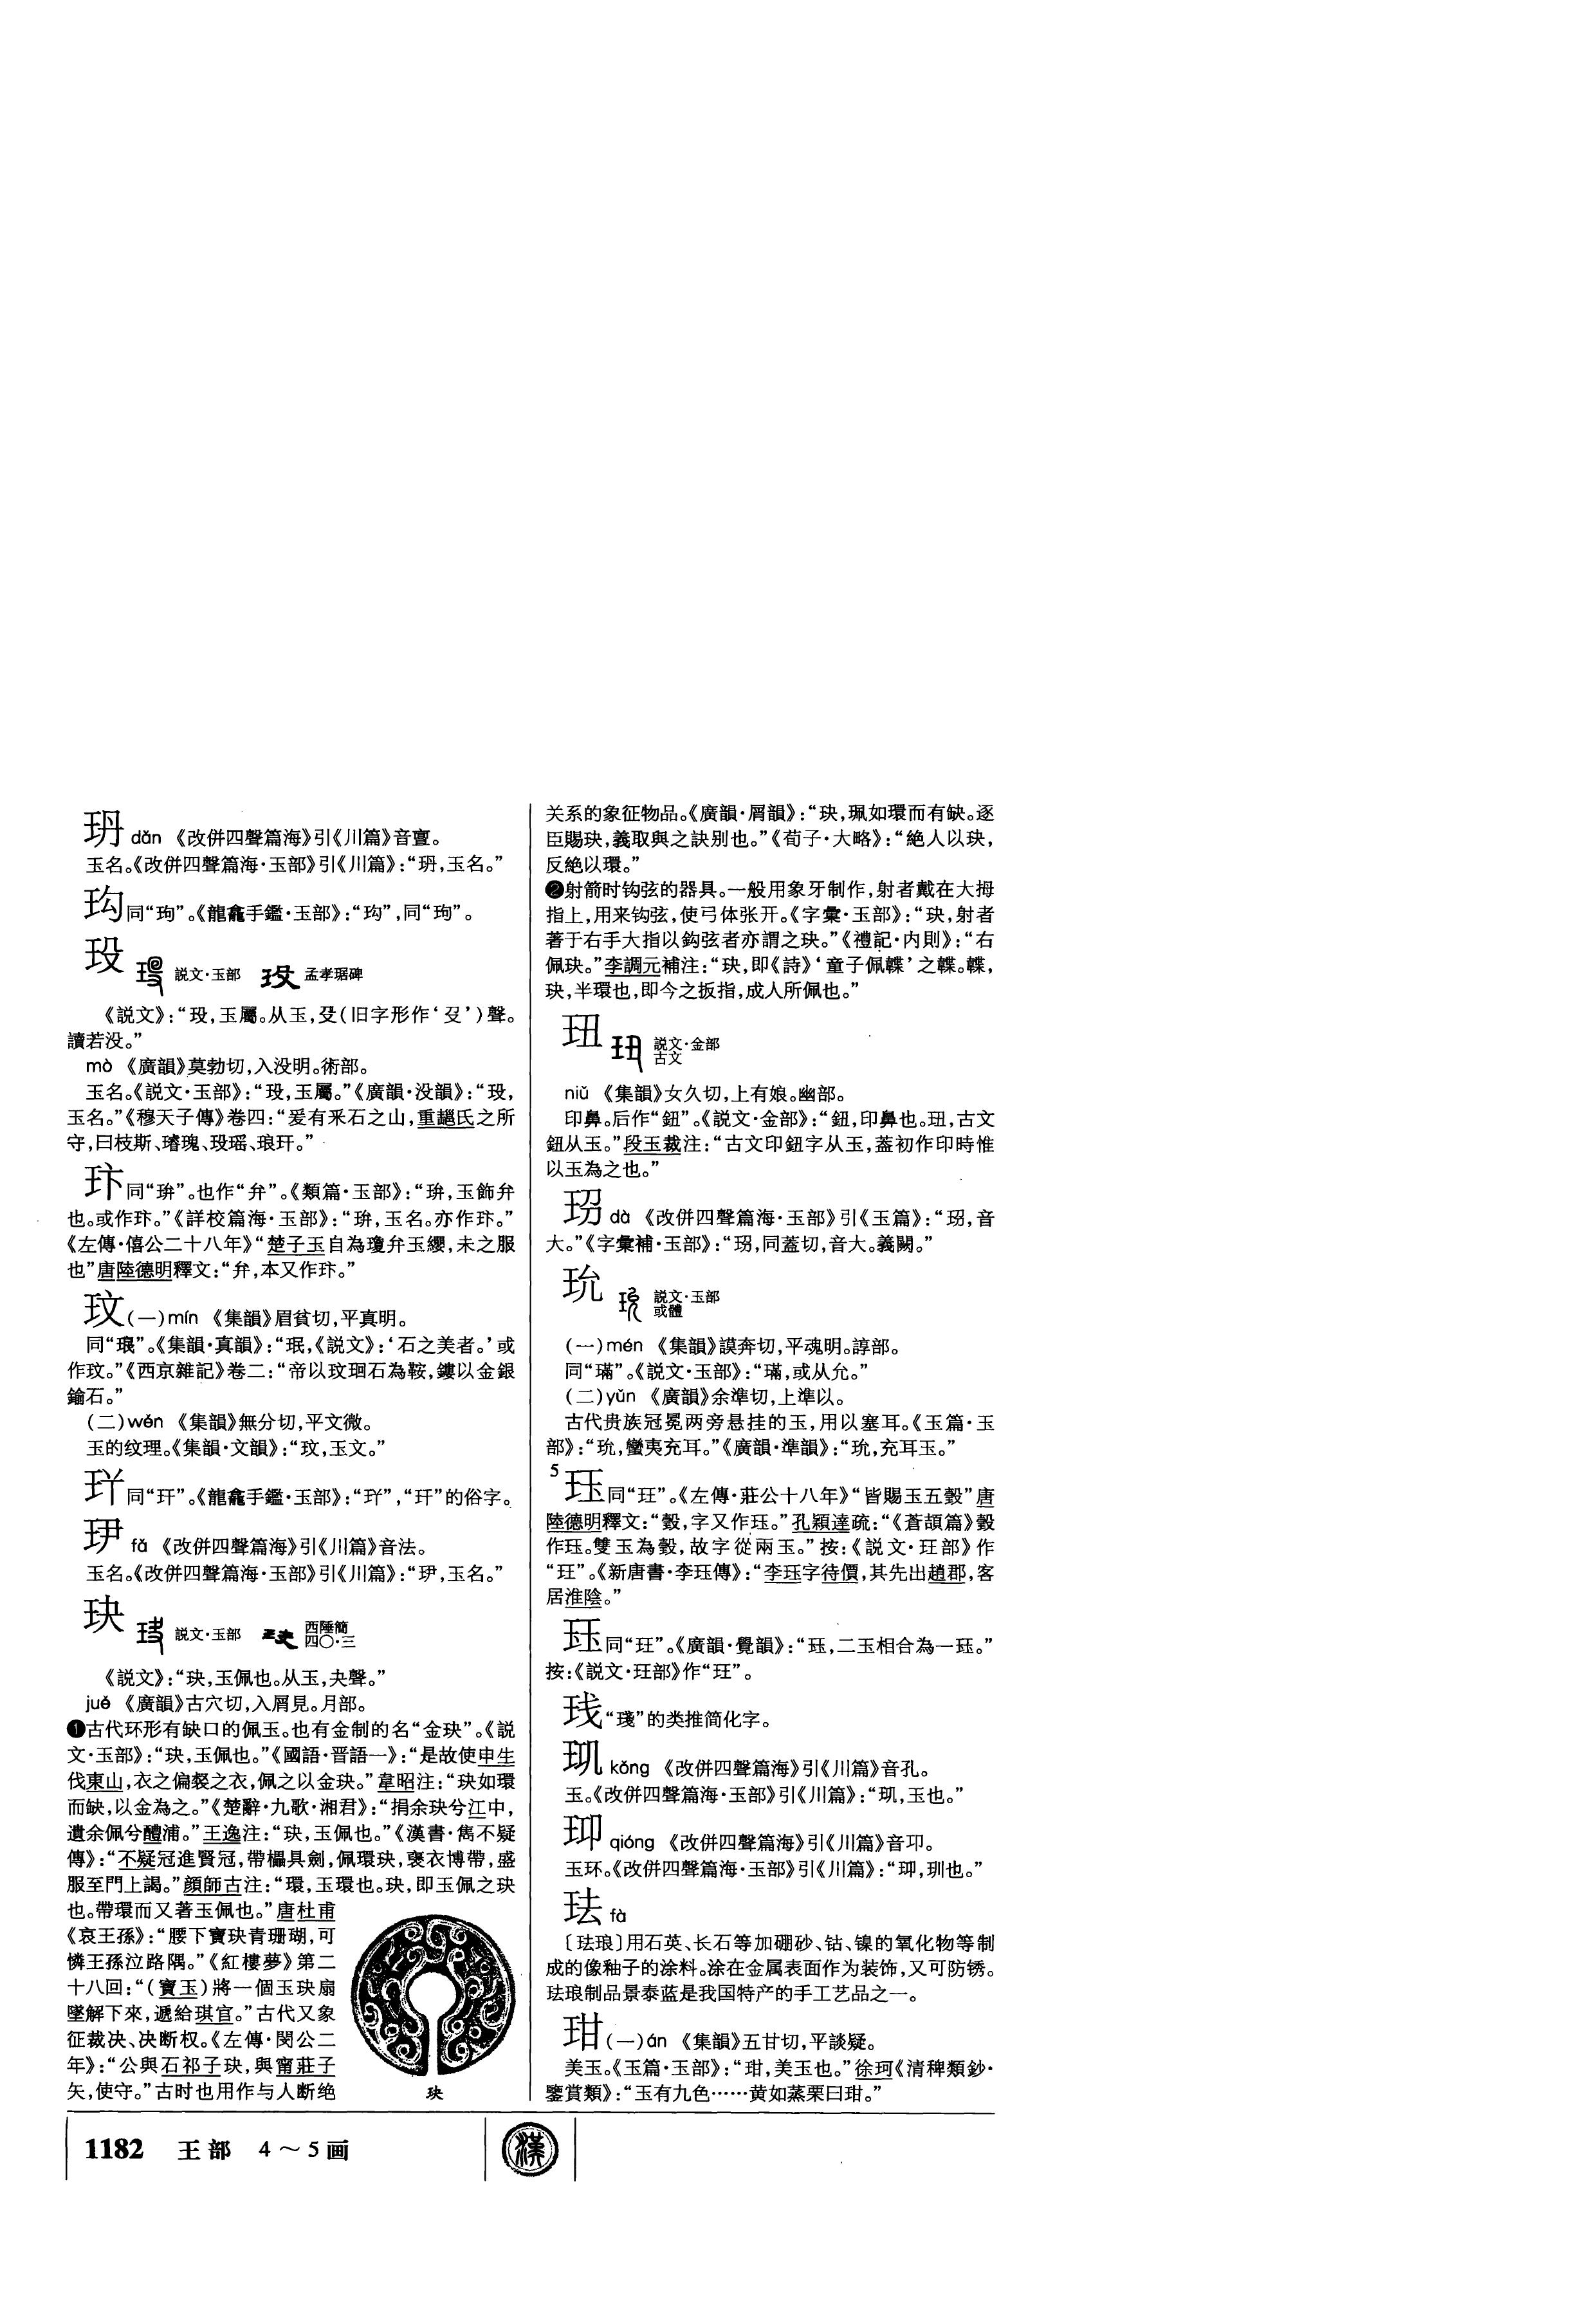 玬 dǎn 《改併四聲篇海》引《川篇》音亶。
玉名。《改併四聲篇海·玉部》引《川篇》：“玬，玉名。”
玽同“珣”。《龍龕手鑑·玉部》：“玽”，同“珣”。
玟
説文·玉部 孟孝琚碑
《説文》：“玟，玉屬。从玉，𠬛（旧字形作‘殳’）聲。
讀若没。”
mò 《廣韻》莫勃切，入没明。術部。
玉名。《説文·玉部》：“玟，玉屬。”《廣韻·没韻》：“玟，
玉名。”《穆天子傳》卷四：“爰有采石之山，重𨲠氏之所
守，曰枝斯、璿瑰、玟瑶、琅玕。”
玣同“琕”。也作“弁”。《類篇·玉部》：“琕，玉飾弁
也。或作玣。”《詳校篇海·玉部》：“琕，玉名。亦作玣。”
《左傳·僖公二十八年》“楚子玉自為瓊弁玉纓，未之服
也”唐陸德明釋文：“弁，本又作玣。”
玟（一）mín 《集韻》眉貧切，平真明。
同“珉”。《集韻·真韻》：“珉，《説文》：‘石之美者。’或
作玟。”《西京雜記》卷二：“帝以玟珋石為鞍，鏤以金銀
鍮石。”
（二）wén 《集韻》無分切，平文微。
玉的纹理。《集韻·文韻》：“玟，玉文。”
同“玕”。《龍龕手鑑·玉部》：“”，“玕”的俗字。
fǎ 《改併四聲篇海》引《川篇》音法。
玉名。《改併四聲篇海·玉部》引《川篇》：“，玉名。”
玦
説文·玉部 西陲簡四〇·三
《説文》：“玦，玉佩也。从玉，夬聲。”
jué 《廣韻》古穴切，入屑見。月部。
❶古代环形有缺口的佩玉。也有金制的名“金玦”。《説
文·玉部》：“玦，玉佩也。”《國語·晋語一》：“是故使申生
伐東山，衣之偏裻之衣，佩之以金玦。”韋昭注：“玦如環
而缺，以金為之。”《楚辭·九歌·湘君》：“捐余玦兮江中，
遺余佩兮醴浦。”王逸注：“玦，玉佩也。”《漢書·雋不疑
傳》：“不疑冠進賢冠，帶櫑具劍，佩環玦，襃衣博帶，盛
服至門上謁。”顔師古注：“環，玉環也。玦，即玉佩之玦
也。帶環而又著玉佩也。”唐杜甫
《哀王孫》：“腰下寶玦青珊瑚，可
憐王孫泣路隅。”《紅樓夢》第二
十八回：“（寶玉）將一個玉玦扇
墜解下來，遞給琪官。”古代又象
征裁决、决断权。《左傳·閔公二
年》：“公與石祁子玦，與甯莊子
矢，使守。”古时也用作与人断绝
玦
关系的象征物品。《廣韻·屑韻》：“玦，珮如環而有缺。逐
臣賜玦，義取與之訣别也。”《荀子·大略》：“絶人以玦，
反絶以環。”
❷射箭时钩弦的器具。一般用象牙制作，射者戴在大拇
指上，用来钩弦，使弓体张开。《字彙·玉部》：“玦，射者
著于右手大指以鈎弦者亦謂之玦。”《禮記·内則》：“右
佩玦。”李調元補注：“玦，即《詩》‘童子佩韘’之韘。韘，
玦，半環也，即今之扳指，成人所佩也。”
㺲
説文·金部
古文
niǔ 《集韻》女久切，上有娘。幽部。
印鼻。后作“鈕”。《説文·金部》：“鈕，印鼻也。㺲，古文
鈕从玉。”段玉裁注：“古文印鈕字从玉，蓋初作印時惟
以玉為之也。”
dà 《改併四聲篇海·玉部》引《玉篇》：“，音
大。”《字彙補·玉部》：“，同蓋切，音大。義闕。”
玧
説文·玉部
或體
（一）mén 《集韻》謨奔切，平魂明。諄部。
同“璊”。《説文·玉部》：“璊，或从允。”
（二）yǔn 《廣韻》余準切，上準以。
古代贵族冠冕两旁悬挂的玉，用以塞耳。《玉篇·玉
部》：“玧，蠻夷充耳。”《廣韻·準韻》：“玧，充耳玉。”
5
珏同“玨”。《左傳·莊公十八年》“皆賜玉五瑴”唐
陸德明釋文：“瑴，字又作珏。”孔穎達疏：“《蒼頡篇》瑴
作珏。雙玉為瑴，故字從兩玉。”按：《説文·玨部》作
“玨”。《新唐書·李珏傳》：“李珏字待價，其先出趙郡，客
居淮陰。”
同“玨”。《廣韻·覺韻》：“，二玉相合為一。”
按：《説文·玨部》作“玨”。
“琖”的类推简化字。
kǒng 《改併四聲篇海》引《川篇》音孔。
玉。《改併四聲篇海·玉部》引《川篇》：“，玉也。”
qióng 《改併四聲篇海》引《川篇》音卭。
玉环。《改併四聲篇海·玉部》引《川篇》：“，玔也。”
珐 fà
〔珐琅〕用石英、长石等加硼砂、钴、镍的氧化物等制
成的像釉子的涂料。涂在金属表面作为装饰，又可防锈。
珐琅制品景泰蓝是我国特产的手工艺品之一。
玵（一）án 《集韻》五甘切，平談疑。
美玉。《玉篇·玉部》：“玵，美玉也。”徐珂《清稗類鈔·
鑒賞類》：“玉有九色……黄如蒸栗曰玵。”
1182 王部 4～5画
漢